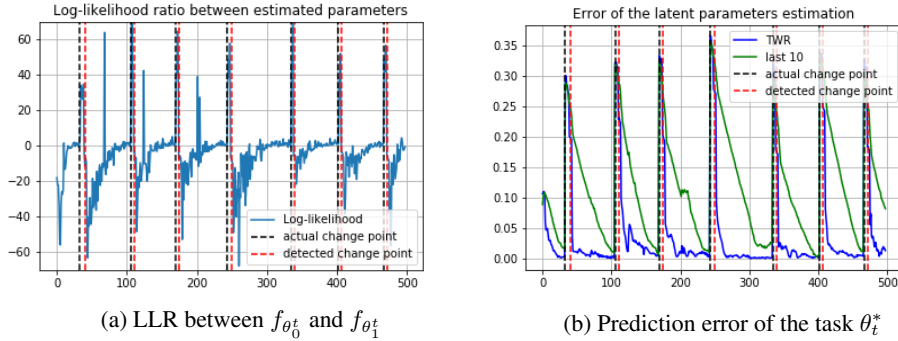 Log-likelihood ratio between estimated parameters
60
40
20
0
−20
−40
−60
0
100
200
300
400
500
Log-likelihood
actual change point
detected change point
(a) LLR between f_{θ_0^t} and f_{θ_1^t}
Error of the latent parameters estimation
0.35
0.30
0.25
0.20
0.15
0.10
0.05
0.00
0
100
200
300
400
500
TWR
last 10
actual change point
detected change point
(b) Prediction error of the task θ_t^*